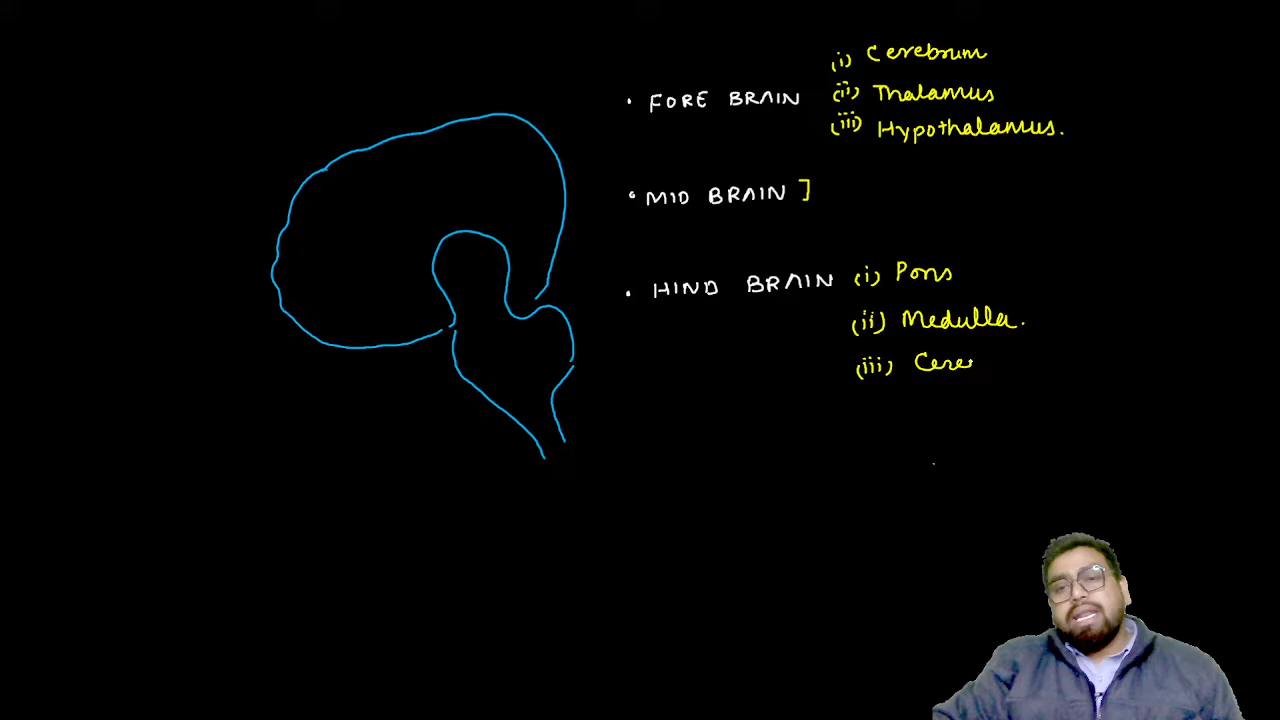 (i) Cerebrum
• FORE BRAIN (ii) Thalamus
(iii) Hypothalamus.
• MID BRAIN ]
• HIND BRAIN (i) Pons
(ii) Medulla.
(iii) Cere